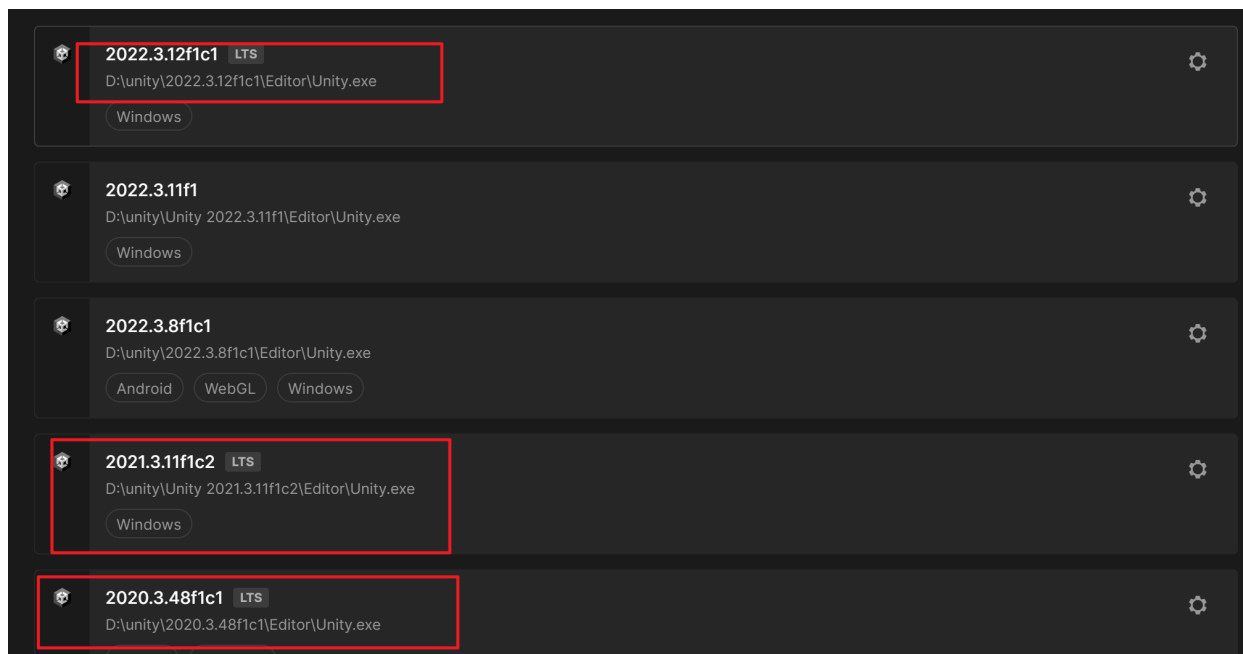 2022.3.12f1c1 LTS
D:\unity\2022.3.12f1c1\Editor\Unity.exe
Windows
2022.3.11f1
D:\unity\Unity 2022.3.11f1\Editor\Unity.exe
Windows
2022.3.8f1c1
D:\unity\2022.3.8f1c1\Editor\Unity.exe
Android WebGL Windows
2021.3.11f1c2 LTS
D:\unity\Unity 2021.3.11f1c2\Editor\Unity.exe
Windows
2020.3.48f1c1 LTS
D:\unity\2020.3.48f1c1\Editor\Unity.exe